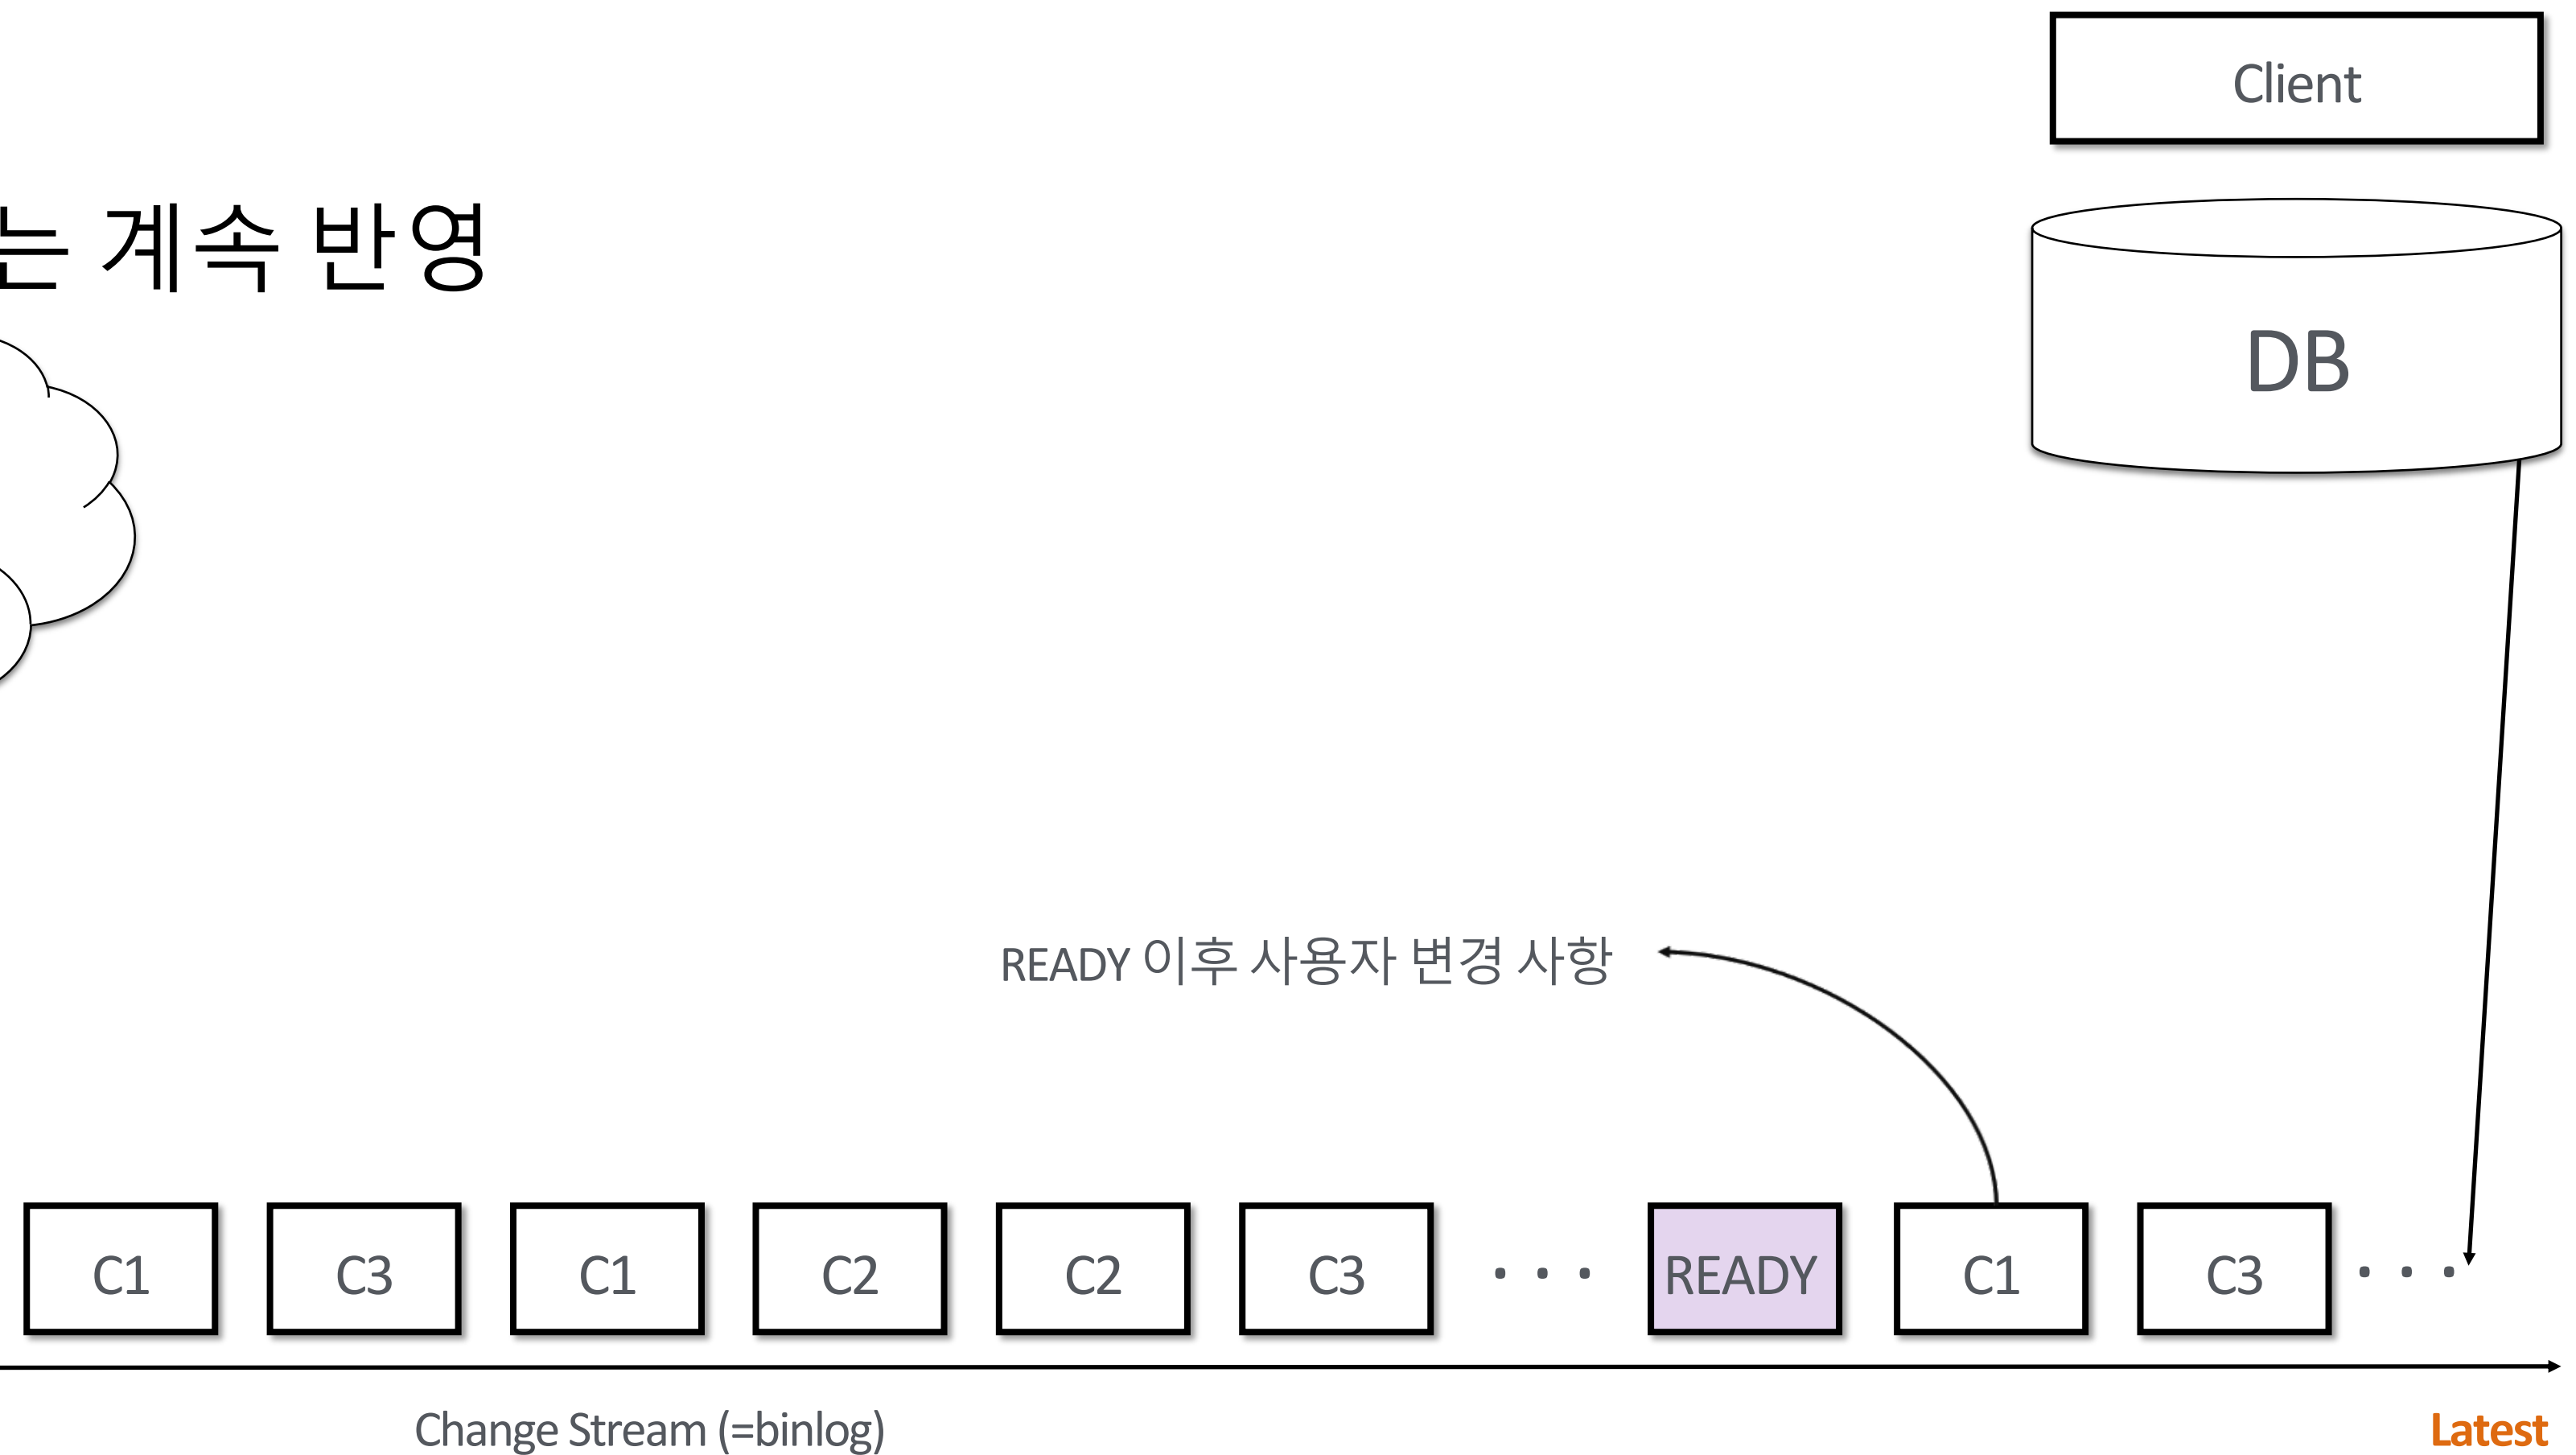 Client
는 계속 반영
DB
READY 이후 사용자 변경 사항
C1 C3 C1 C2 C2 C3 · · · READY C1 C3 · · ·
Change Stream (=binlog)
Latest